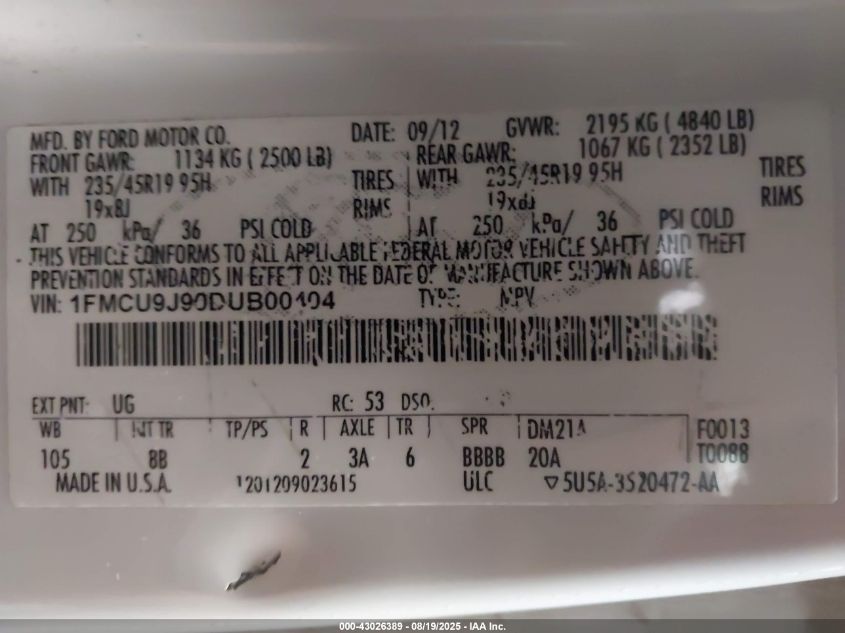 MFD. BY FORD MOTOR CO. DATE: 09/12 GVWR: 2195 KG ( 4840 LB)
FRONT GAWR: 1134 KG ( 2500 LB) REAR GAWR: 1067 KG ( 2352 LB)
WITH 235/45R19 95H TIRES WITH 235/45R19 95H TIRES
19x8J RIMS 19x8J RIMS
AT 250 kPa/ 36 PSI COLD AT 250 kPa/ 36 PSI COLD
THIS VEHICLE CONFORMS TO ALL APPLICABLE FEDERAL MOTOR VEHICLE SAFETY AND THEFT
PREVENTION STANDARDS IN EFFECT ON THE DATE OF MANUFACTURE SHOWN ABOVE.
VIN: 1FMCU9J90DUB00404 TYPE: MPV
EXT PNT: UG RC: 53 DSO:
WB INT TR TP/PS R AXLE TR SPR DM21A F0013
105 8B 2 3A 6 BBBB 20A T0088
MADE IN U.S.A. 1201209023615 ULC ▽5U5A-3520472-AA
000-43026389 - 08/19/2025 - IAA Inc.